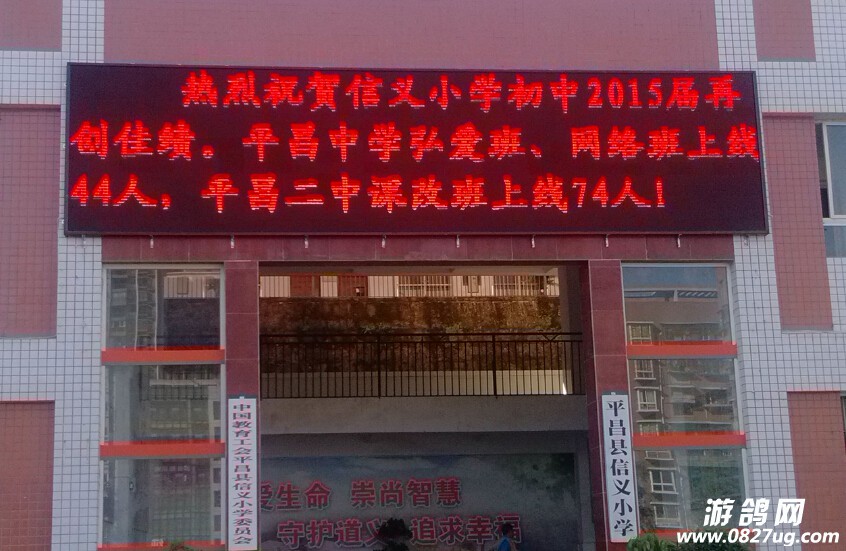 热烈祝贺信义小学初中2015届再
创佳绩。平昌中学弘爱班、网络班上线
44人，平昌二中课改班上线74人！
中国教育工会平昌县信义小学委员会
平昌县信义小学
爱生命 崇尚智慧
守护道义 追求幸福
游鸽网
www.0827ug.com